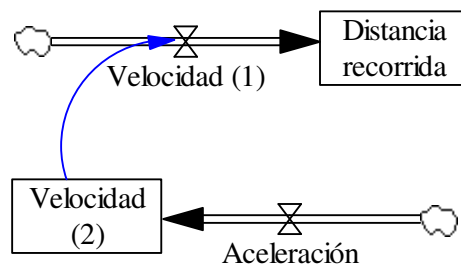 Distancia
recorrida
Velocidad (1)
Velocidad
(2)
Aceleración